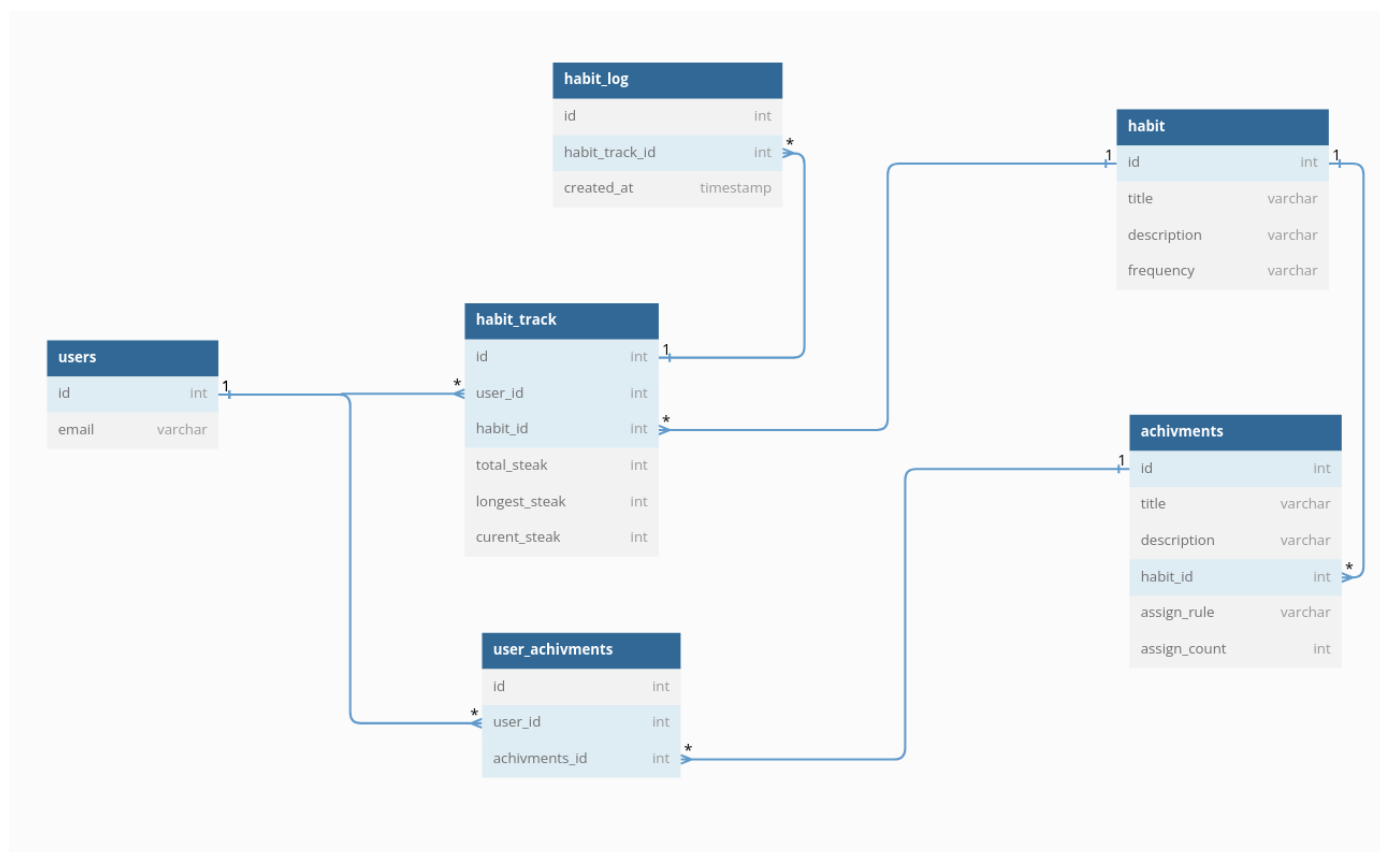 habit_log
id int
habit_track_id int *
created_at timestamp
habit
1 id int 1
title varchar
description varchar
frequency varchar
habit_track
id int 1
* user_id int
habit_id int *
total_steak int
longest_steak int
curent_steak int
users
id int 1
email varchar
achivments
1 id int
title varchar
description varchar
habit_id int *
assign_rule varchar
assign_count int
user_achivments
id int
* user_id int
achivments_id int *